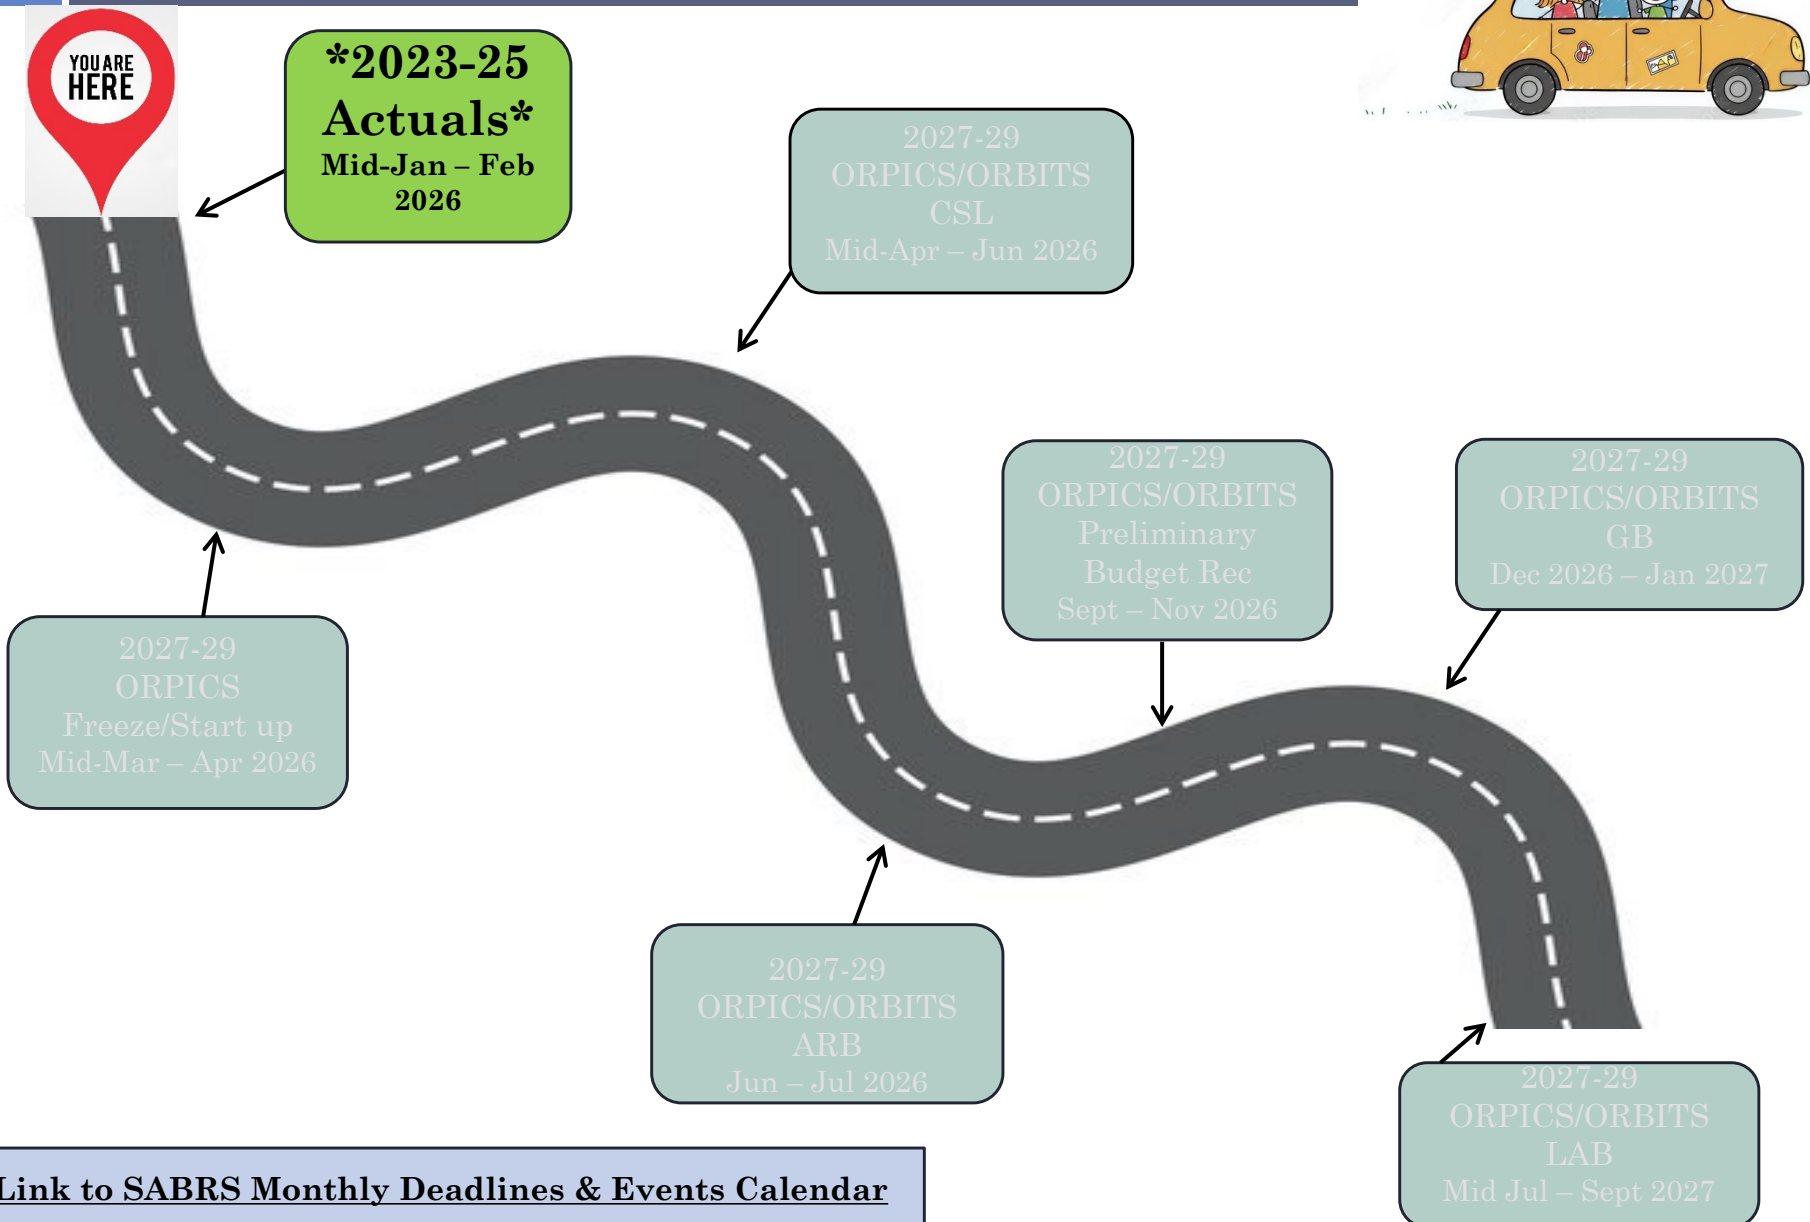 YOU ARE
HERE
*2023-25
Actuals*
Mid-Jan – Feb
2026
2027-29
ORPICS/ORBITS
CSL
Mid-Apr – Jun 2026
2027-29
ORPICS/ORBITS
Preliminary
Budget Rec
Sept – Nov 2026
2027-29
ORPICS/ORBITS
GB
Dec 2026 – Jan 2027
2027-29
ORPICS
Freeze/Start up
Mid-Mar – Apr 2026
2027-29
ORPICS/ORBITS
ARB
Jun – Jul 2026
2027-29
ORPICS/ORBITS
LAB
Mid Jul – Sept 2027
Link to SABRS Monthly Deadlines & Events Calendar